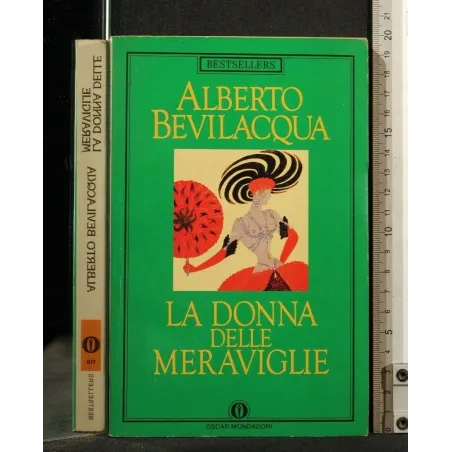 BESTSELLERS
ALBERTO
BEVILACQUA
LA DONNA
DELLE
MERAVIGLIE
OSCAR MONDADORI
ALBERTO BEVILACQUA
LA DONNA DELLE
MERAVIGLIE
BESTSELLERS